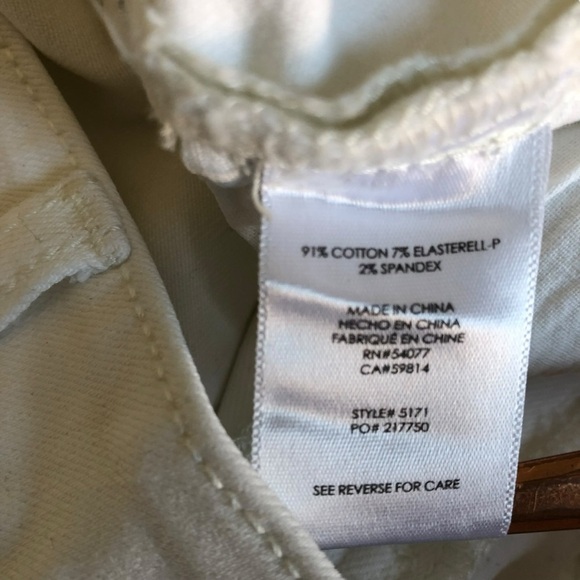 91% COTTON 7% ELASTERELL-P
2% SPANDEX
MADE IN CHINA
HECHO EN CHINA
FABRIQUÉ EN CHINE
RN#54077
CA#59814
STYLE# 5171
PO# 217750
SEE REVERSE FOR CARE